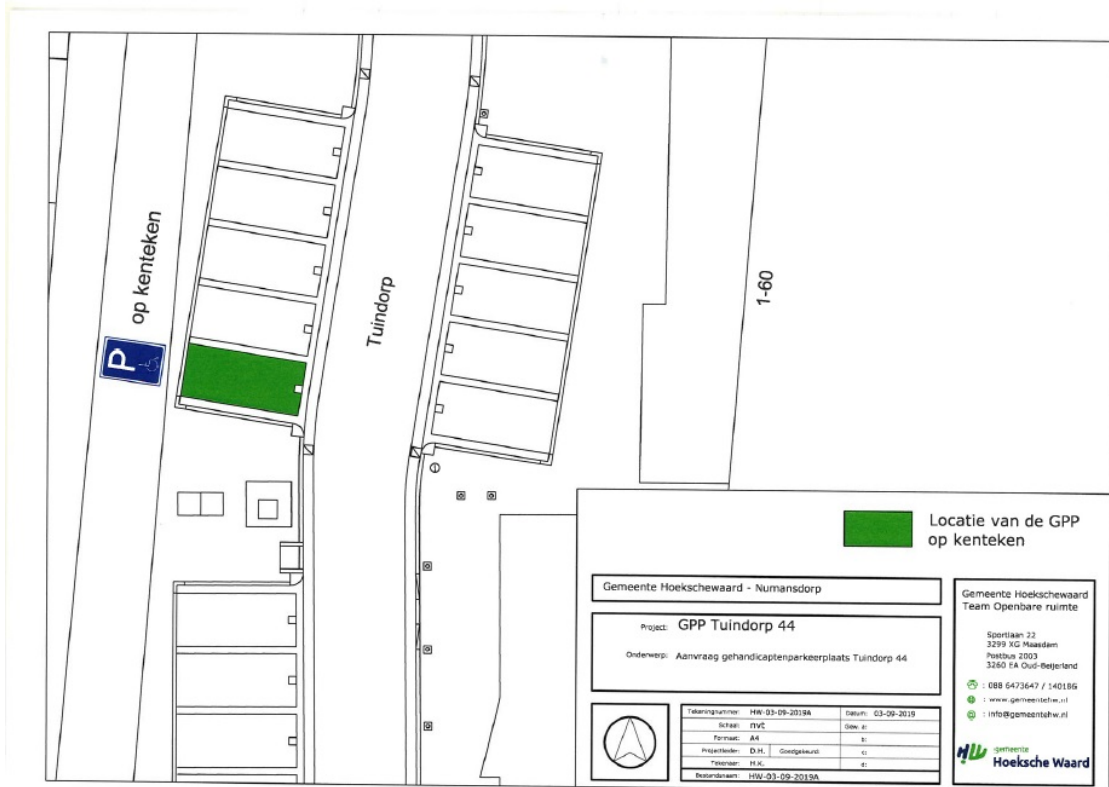 op kenteken
P
Tuindorp
1-60
Locatie van de GPP
op kenteken
Gemeente Hoekschewaard - Numansdorp
Project: GPP Tuindorp 44
Onderwerp: Aanvraag gehandicaptenparkeerplaats Tuindorp 44
Tekeningnummer: HW-03-09-2019A Datum: 03-09-2019
Schaal: nvt Gew. a:
Formaat: A4 b:
Projectleider: D.H. Goedgekeurd: c:
Tekenaar: H.K. d:
Bestandsnaam: HW-03-09-2019A
Gemeente Hoekschewaard
Team Openbare ruimte
Sportlaan 22
3299 XG Maasdam
Postbus 2003
3260 EA Oud-Beijerland
: 088 6473647 / 140186
: www.gemeentehw.nl
: info@gemeentehw.nl
gemeente
Hoeksche Waard